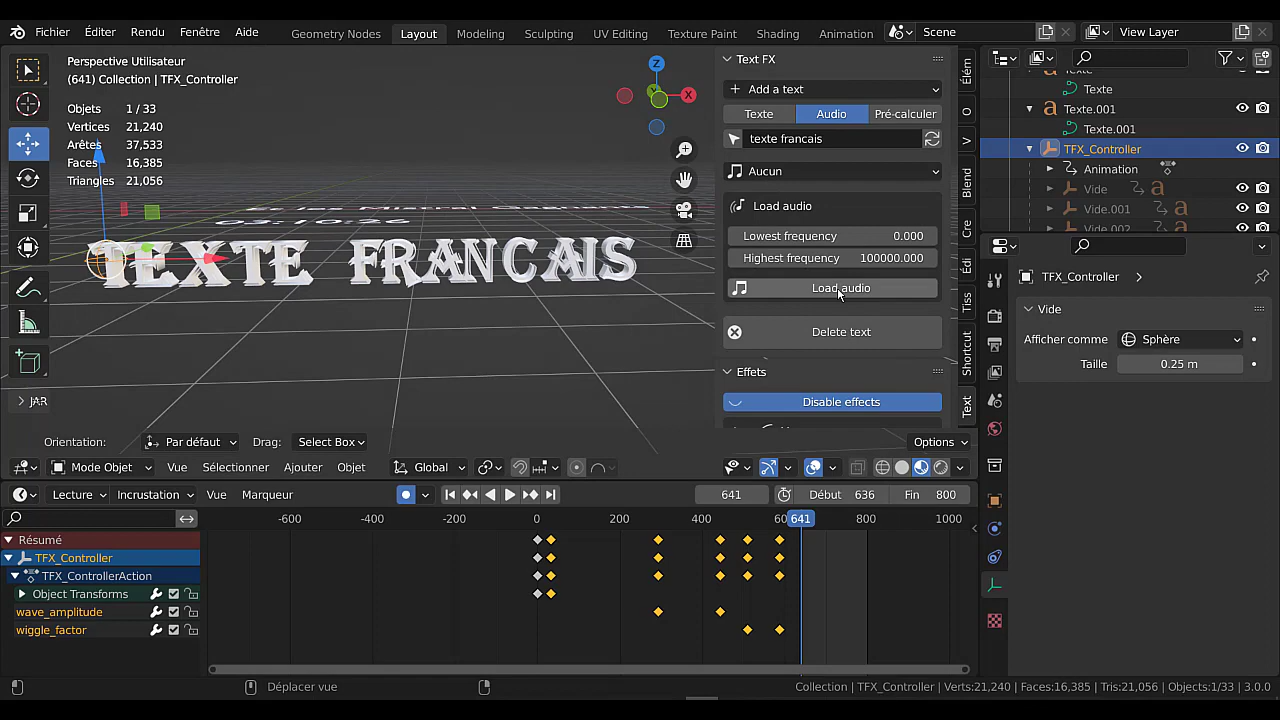 Fichier Éditer Rendu Fenêtre Aide Geometry Nodes Layout Modeling Sculpting UV Editing Texture Paint Shading Animation Scene View Layer
Perspective Utilisateur
(641) Collection | TFX_Controller
Objets 1 / 33
Vertices 21,240
Arêtes 37,533
Faces 16,385
Triangles 21,056
Z
X
TEXTE FRANCAIS
JAR
Text FX
Add a text
Texte Audio Pré-calculer
texte francais
Aucun
Load audio
Lowest frequency 0.000
Highest frequency 100000.000
Load audio
Delete text
Effets
Disable effects
Élém
O
V
Blend
Cre
Édi
Tiss
Shortcut
Text
Texte
Texte.001
Texte.001
TFX_Controller
Animation
Vide
Vide.001
Vide.002
TFX_Controller
Vide
Afficher comme Sphère
Taille 0.25 m
Orientation: Par défaut Drag: Select Box Options
Mode Objet Vue Sélectionner Ajouter Objet Global
Lecture Incrustation Vue Marqueur 641 Début 636 Fin 800
-600 -400 -200 0 200 400 60 641 800 1000
Résumé
TFX_Controller
TFX_ControllerAction
Object Transforms
wave_amplitude
wiggle_factor
Déplacer vue
Collection | TFX_Controller | Verts:21,240 | Faces:16,385 | Tris:21,056 | Objects:1/33 | 3.0.0